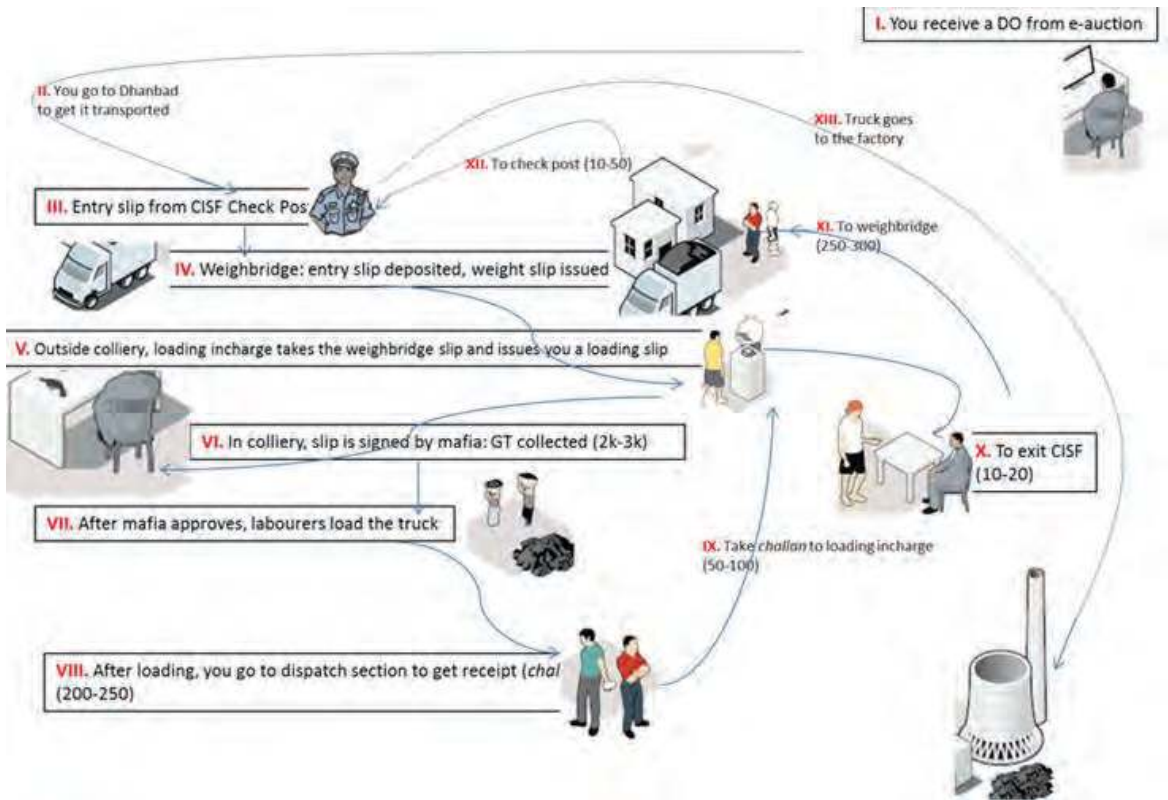 I. You receive a DO from e-auction
II. You go to Dhanbad
to get it transported
III. Entry slip from CISF Check Pos
IV. Weighbridge: entry slip deposited, weight slip issued
V. Outside colliery, loading incharge takes the weighbridge slip and issues you a loading slip
VI. In colliery, slip is signed by mafia: GT collected (2k-3k)
VII. After mafia approves, labourers load the truck
VIII. After loading, you go to dispatch section to get receipt (chal
(200-250)
IX. Take challan to loading incharge
(50-100)
X. To exit CISF
(10-20)
XI. To weighbridge
(250-300)
XII. To check post (10-50)
XIII. Truck goes
to the factory